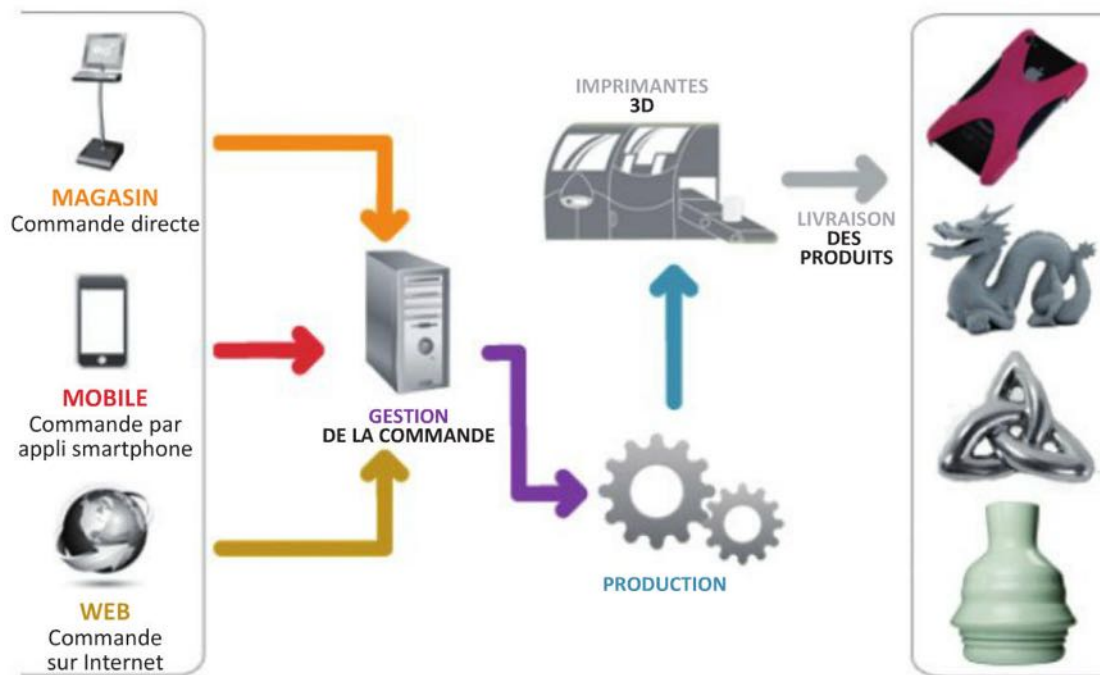 MAGASIN
Commande directe
MOBILE
Commande par
appli smartphone
WEB
Commande
sur Internet
GESTION
DE LA COMMANDE
PRODUCTION
IMPRIMANTES
3D
LIVRAISON
DES
PRODUITS